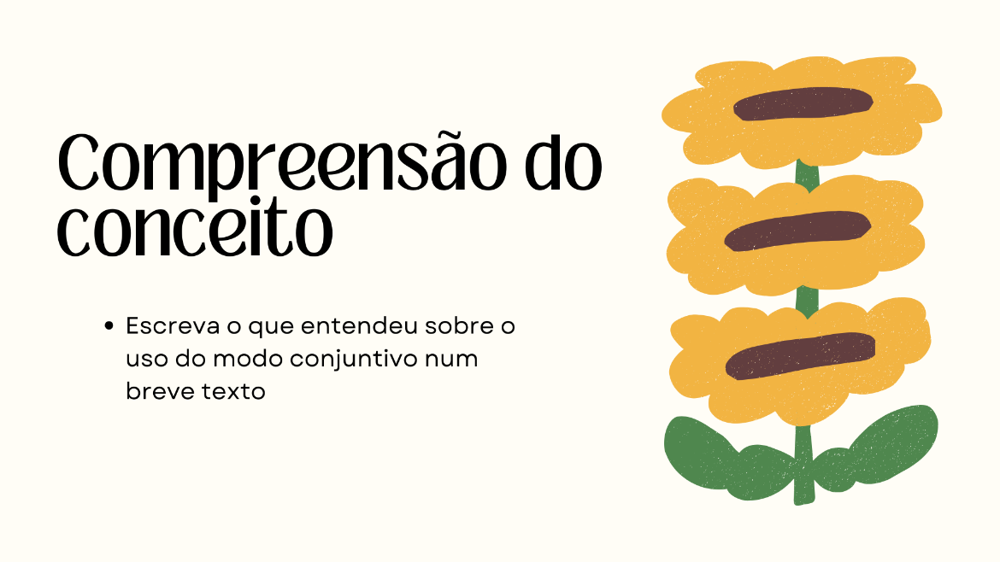 Compreensão do
conceito
• Escreva o que entendeu sobre o
uso do modo conjuntivo num
breve texto